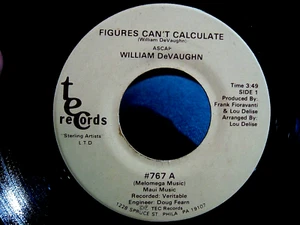 FIGURES CAN'T CALCULATE
(William DeVaughn)
ASCAP
WILLIAM DeVAUGHN
tec
records
Sterling Artists
L.T.D
Time 3:49
SIDE 1
Produced By:
Frank Fioravanti
& Lou Delise
Arranged By:
Lou Delise
#767 A
(Melomega Music)
Maui Music
Recorded: Veritable
Engineer: Doug Fearn
TEC Records
1228 SPRUCE ST. PHILA. PA 19107